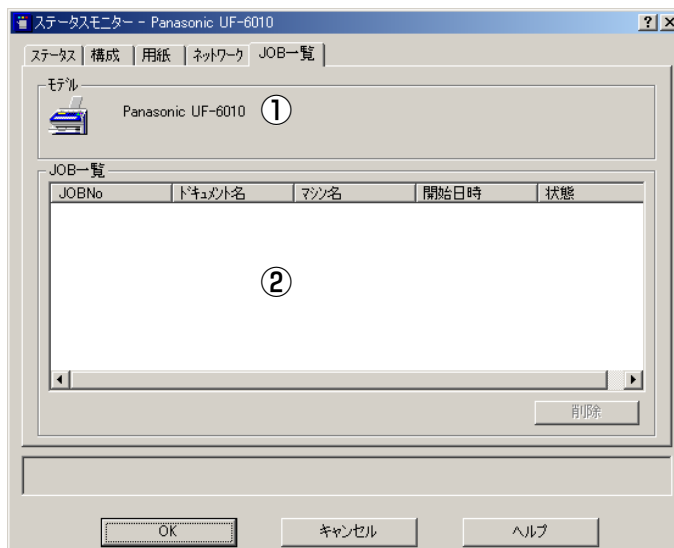 ステータスモニター - Panasonic UF-6010
ステータス 構成 用紙 ネットワーク JOB一覧
モデル
Panasonic UF-6010 ①
JOB一覧
JOBNo ドキュメント名 マシン名 開始日時 状態
②
削除
OK キャンセル ヘルプ